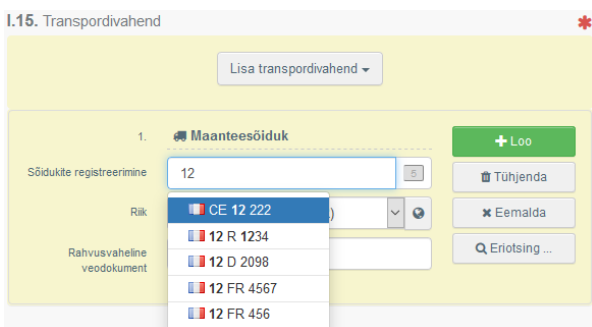 I.15. Transpordivahend *
Lisa transpordivahend
1. Maanteesõiduk
Loo
Sõidukite registreerimine 12 5
Tühjenda
CE 12 222
Riik )
Eemalda
12 R 1234
Rahvusvaheline
veodokument
12 D 2098
Eriotsing ...
12 FR 4567
12 FR 456